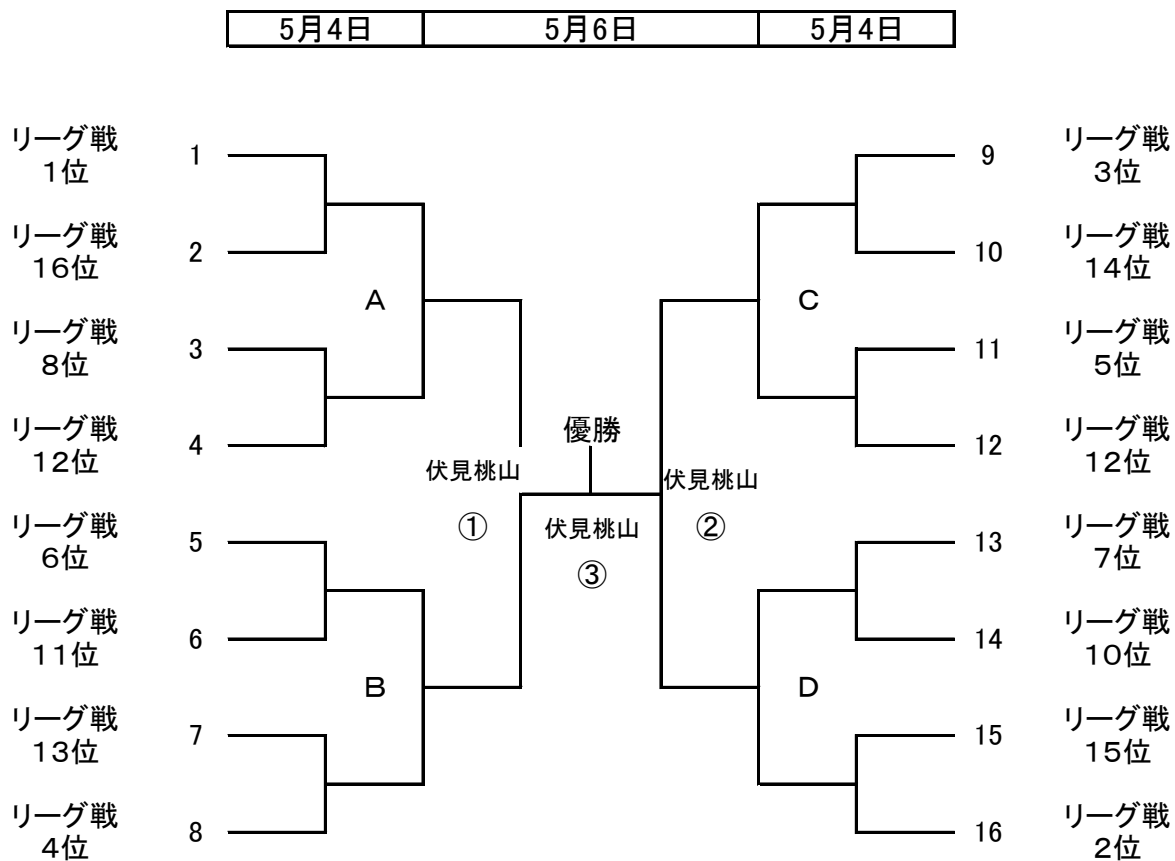 5月4日 5月6日 5月4日
リーグ戦
1位
1
リーグ戦
16位
2
リーグ戦
8位
3
リーグ戦
12位
4
リーグ戦
6位
5
リーグ戦
11位
6
リーグ戦
13位
7
リーグ戦
4位
8
A
B
伏見桃山
①
優勝
伏見桃山
③
伏見桃山
②
C
D
9
リーグ戦
3位
10
リーグ戦
14位
11
リーグ戦
5位
12
リーグ戦
12位
13
リーグ戦
7位
14
リーグ戦
10位
15
リーグ戦
15位
16
リーグ戦
2位